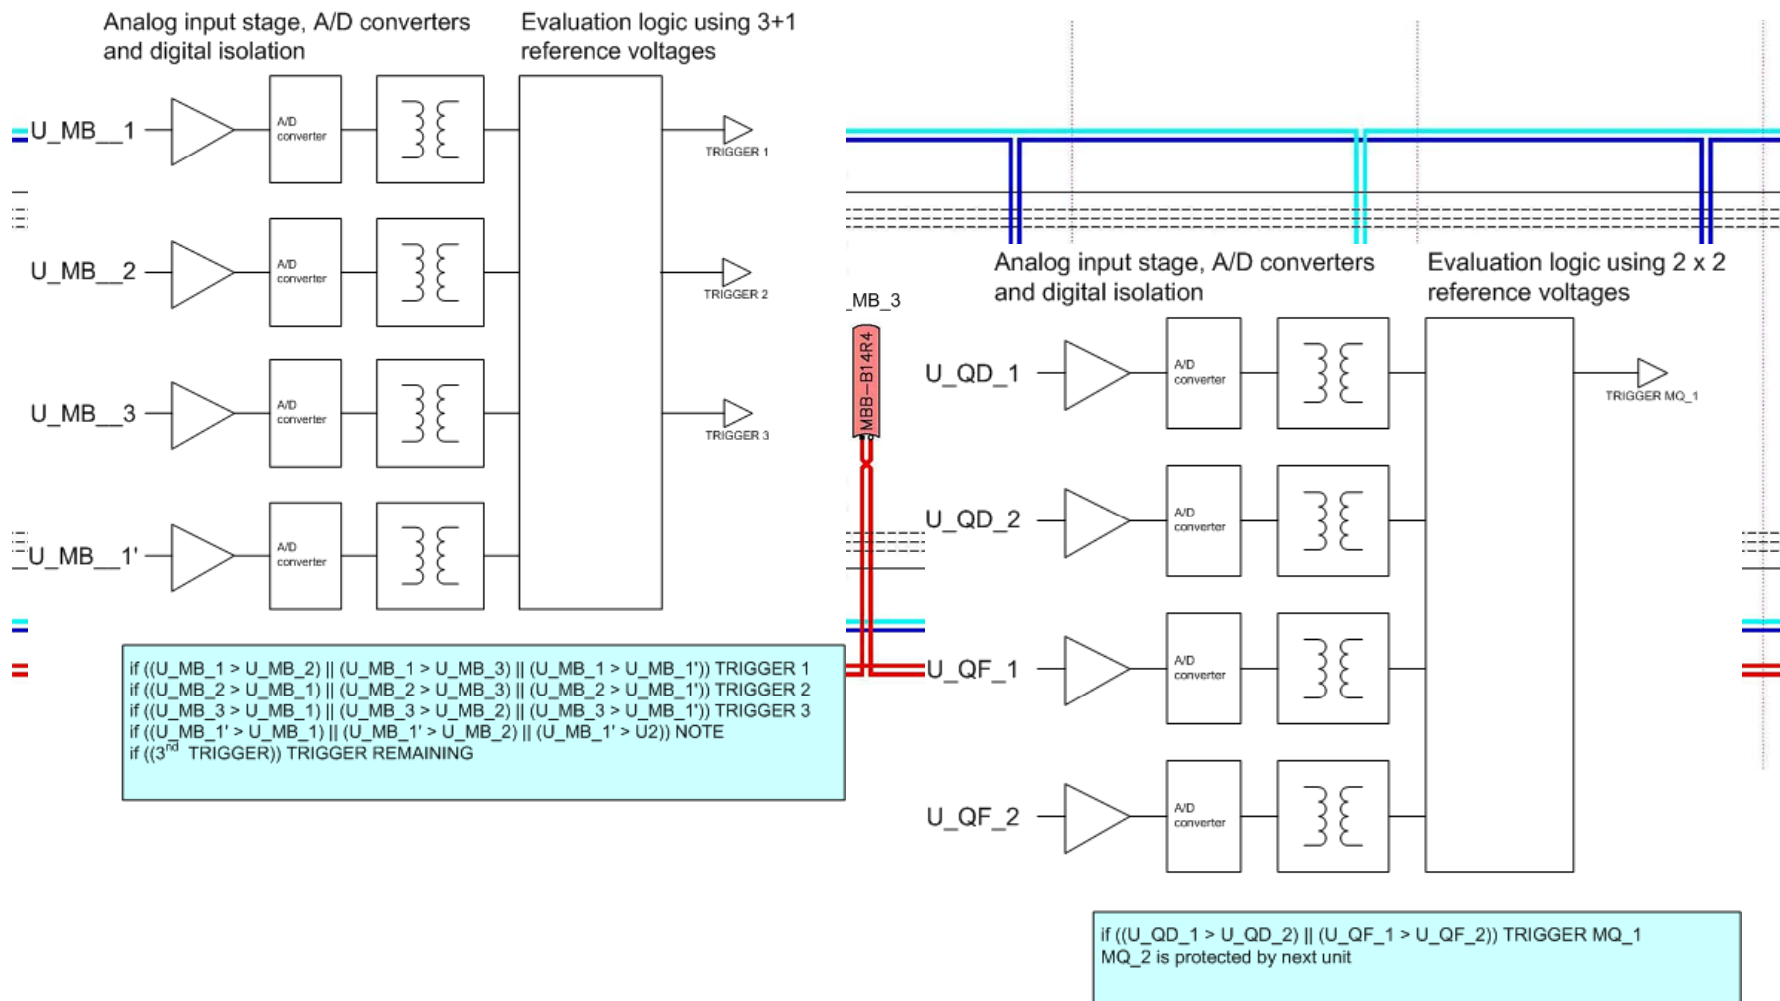 Analog input stage, A/D converters
and digital isolation
Evaluation logic using 3+1
reference voltages
U_MB__1
A/D
converter
TRIGGER 1
U_MB__2
A/D
converter
TRIGGER 2
U_MB__3
A/D
converter
TRIGGER 3
U_MB__1'
A/D
converter
if ((U_MB_1 > U_MB_2) || (U_MB_1 > U_MB_3) || (U_MB_1 > U_MB_1')) TRIGGER 1
if ((U_MB_2 > U_MB_1) || (U_MB_2 > U_MB_3) || (U_MB_2 > U_MB_1')) TRIGGER 2
if ((U_MB_3 > U_MB_1) || (U_MB_3 > U_MB_2) || (U_MB_3 > U_MB_1')) TRIGGER 3
if ((U_MB_1' > U_MB_1) || (U_MB_1' > U_MB_2) || (U_MB_1' > U2)) NOTE
if ((3nd TRIGGER)) TRIGGER REMAINING
_MB_3
MBB-B14R4
Analog input stage, A/D converters
and digital isolation
Evaluation logic using 2 x 2
reference voltages
U_QD_1
A/D
converter
TRIGGER MQ_1
U_QD_2
A/D
converter
U_QF_1
A/D
converter
U_QF_2
A/D
converter
if ((U_QD_1 > U_QD_2) || (U_QF_1 > U_QF_2)) TRIGGER MQ_1
MQ_2 is protected by next unit